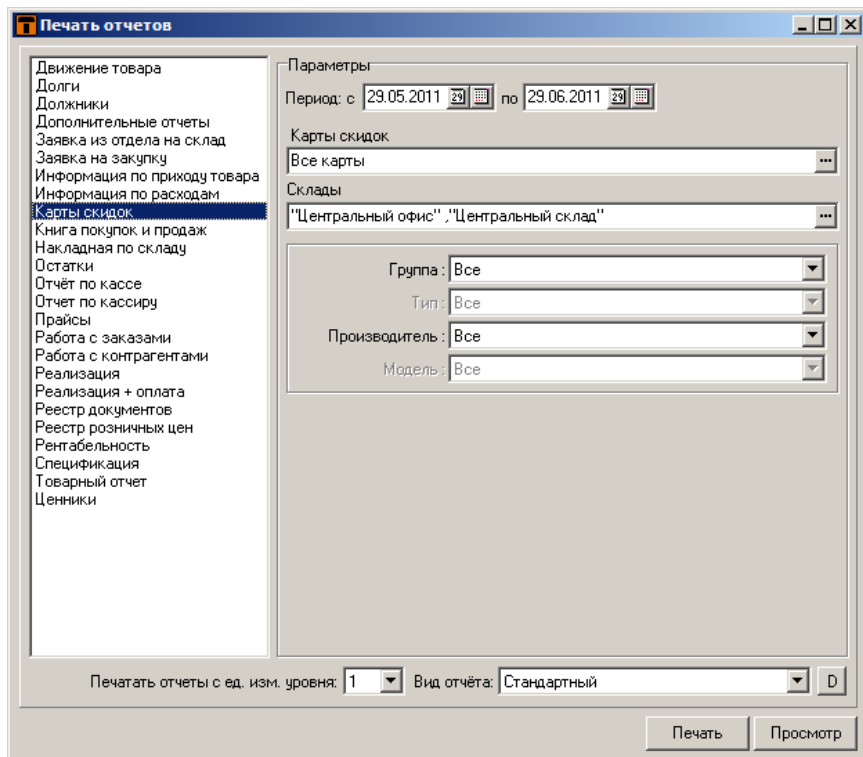 Печать отчетов
Движение товара
Долги
Должники
Дополнительные отчеты
Заявка из отдела на склад
Заявка на закупку
Информация по приходу товара
Информация по расходам
Карты скидок
Книга покупок и продаж
Накладная по складу
Остатки
Отчёт по кассе
Отчет по кассиру
Прайсы
Работа с заказами
Работа с контрагентами
Реализация
Реализация + оплата
Реестр документов
Реестр розничных цен
Рентабельность
Спецификация
Товарный отчет
Ценники
Параметры
Период: с 29.05.2011 29 по 29.06.2011 29
Карты скидок
Все карты ...
Склады
"Центральный офис" ,"Центральный склад" ...
Группа : Все
Тип : Все
Производитель : Все
Модель : Все
Печатать отчеты с ед. изм. уровня: 1 Вид отчёта: Стандартный D
Печать Просмотр